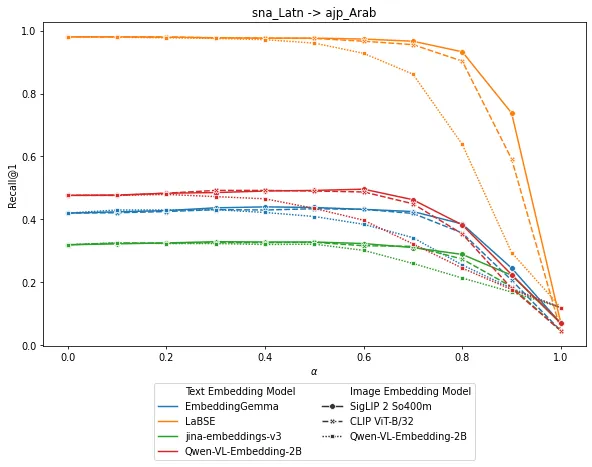 sna_Latn -> ajp_Arab
1.0
0.8
0.6
0.4
0.2
0.0
Recall@1
0.0 0.2 0.4 0.6 0.8 1.0
α
Text Embedding Model
EmbeddingGemma
LaBSE
jina-embeddings-v3
Qwen-VL-Embedding-2B
Image Embedding Model
SigLIP 2 So400m
CLIP ViT-B/32
Qwen-VL-Embedding-2B